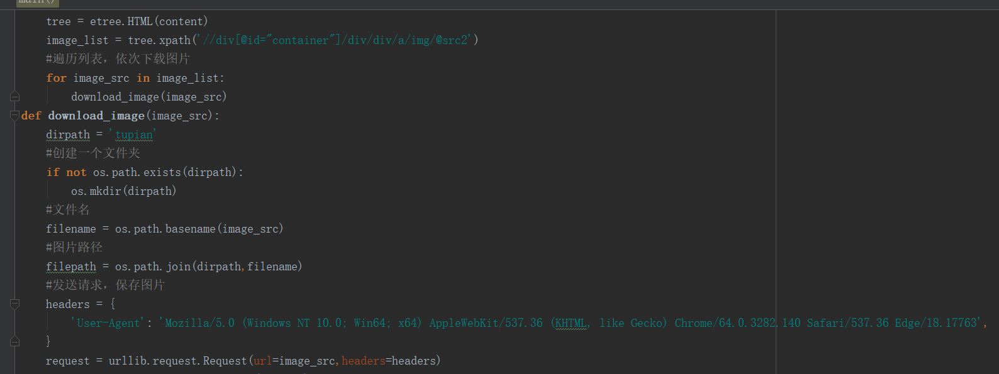 main()
tree = etree.HTML(content)
image_list = tree.xpath('//div[@id="container"]/div/div/a/img/@src2')
#遍历列表，依次下载图片
for image_src in image_list:
download_image(image_src)
def download_image(image_src):
dirpath = 'tupian'
#创建一个文件夹
if not os.path.exists(dirpath):
os.mkdir(dirpath)
#文件名
filename = os.path.basename(image_src)
#图片路径
filepath = os.path.join(dirpath,filename)
#发送请求，保存图片
headers = {
'User-Agent': 'Mozilla/5.0 (Windows NT 10.0; Win64; x64) AppleWebKit/537.36 (KHTML, like Gecko) Chrome/64.0.3282.140 Safari/537.36 Edge/18.17763',
}
request = urllib.request.Request(url=image_src,headers=headers)